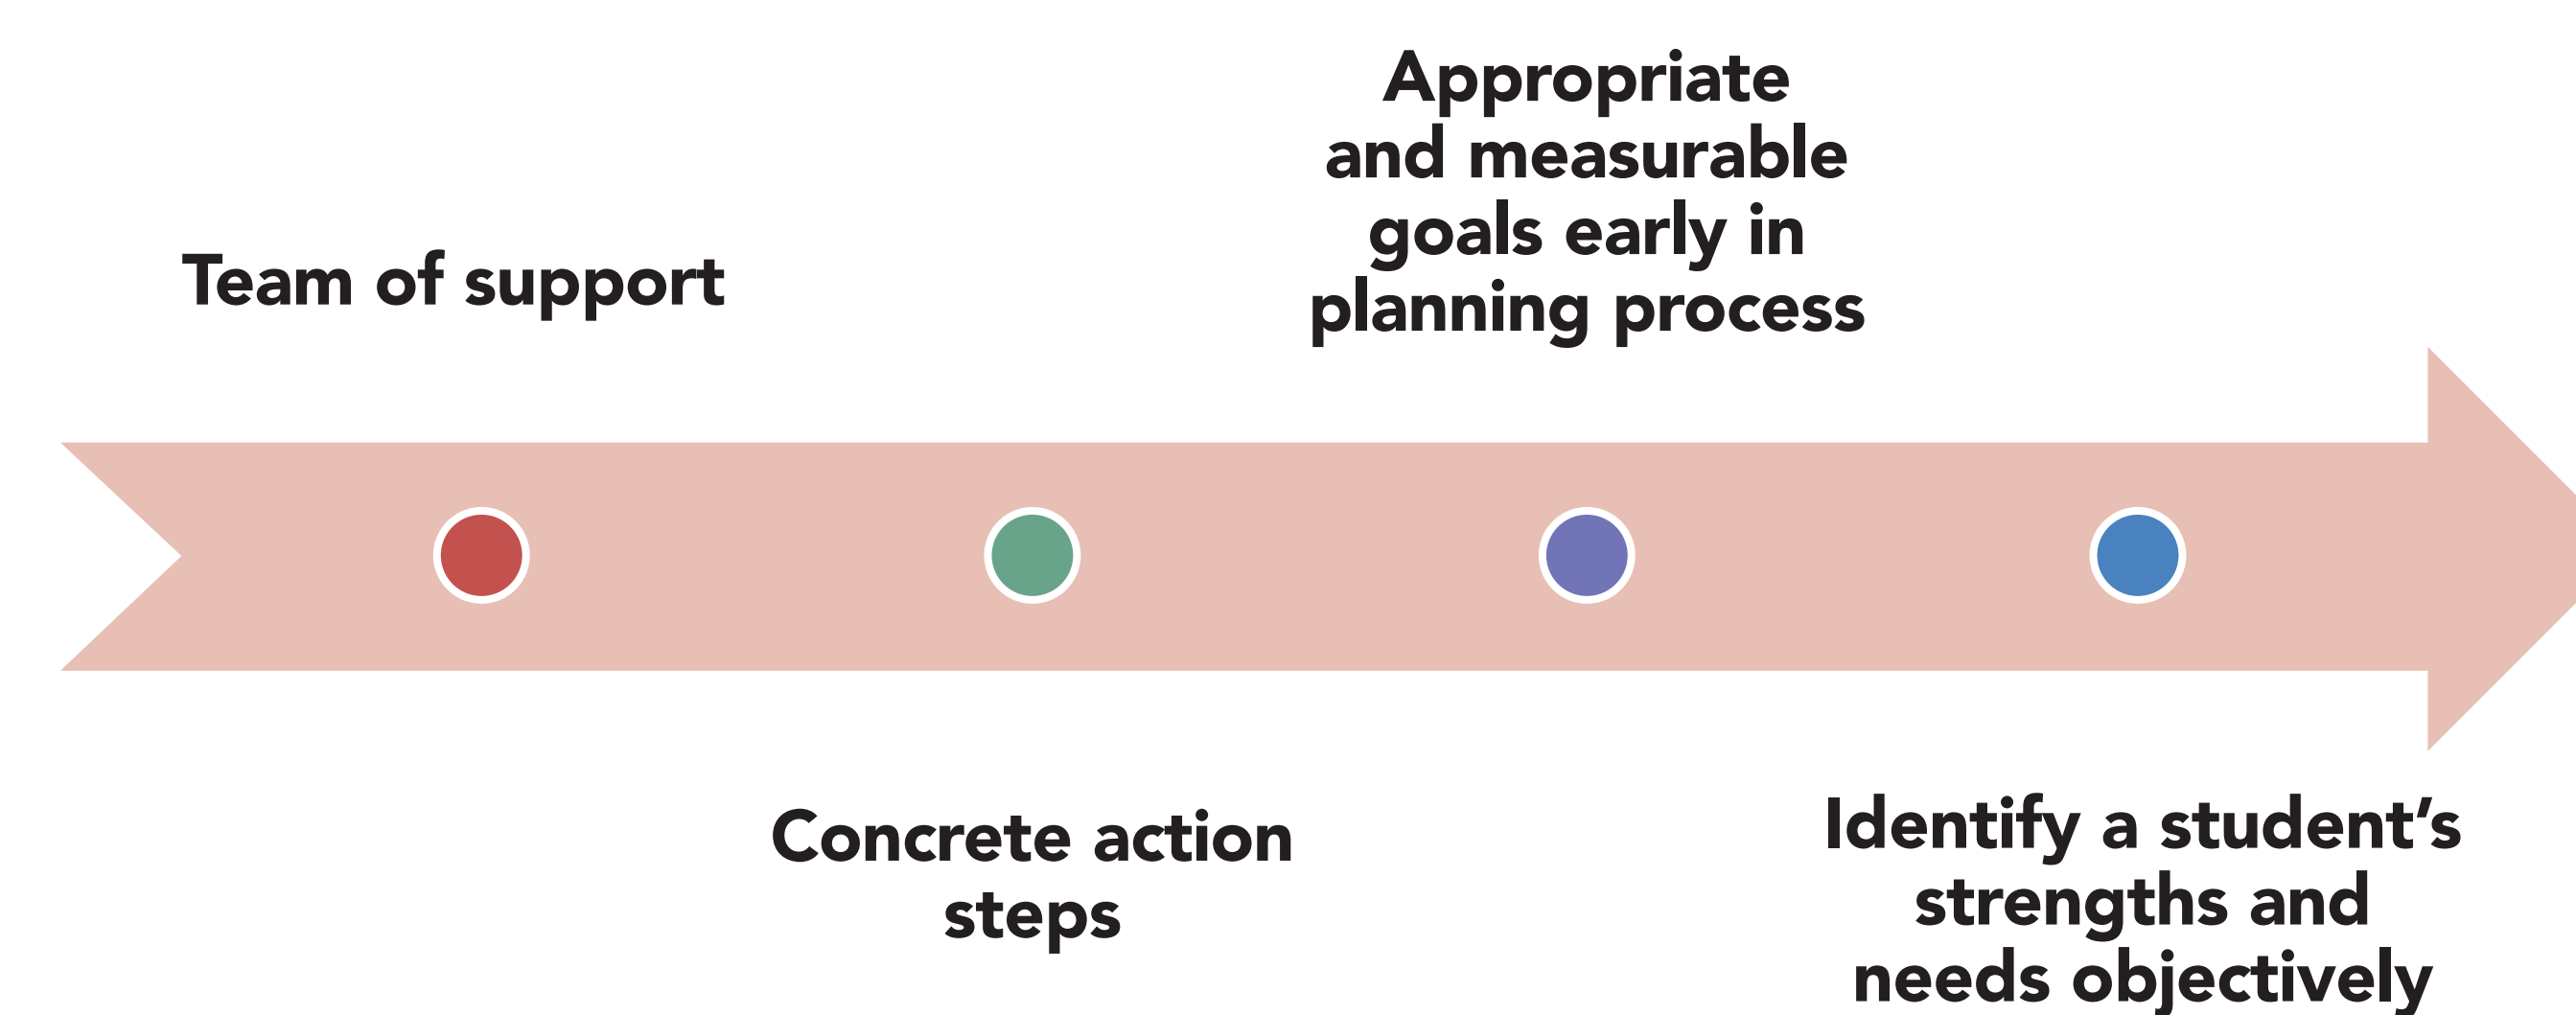 Team of support
Concrete action
steps
Appropriate
and measurable
goals early in
planning process
Identify a student’s
strengths and
needs objectively